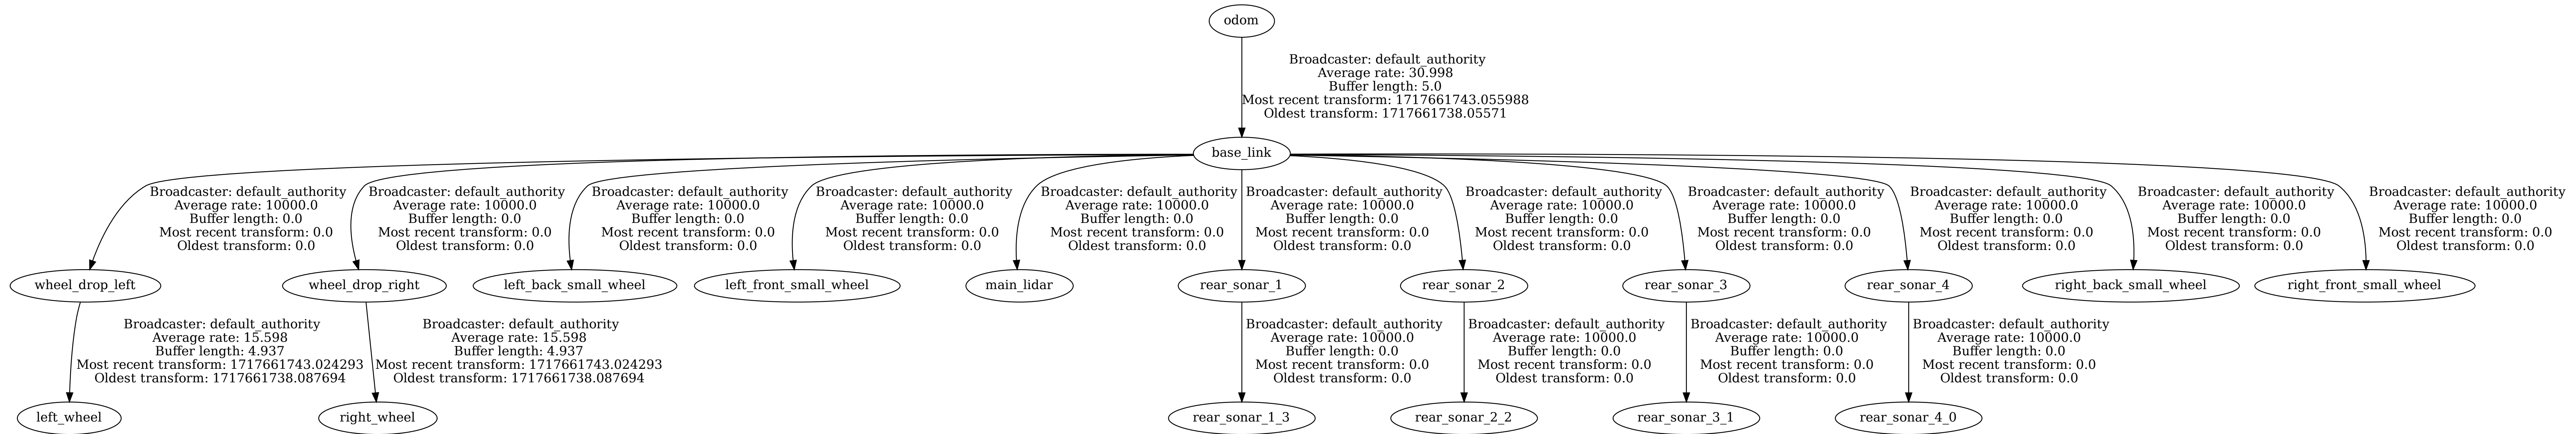 odom
Broadcaster: default_authority
Average rate: 30.998
Buffer length: 5.0
Most recent transform: 1717661743.055988
Oldest transform: 1717661738.05571
base_link
Broadcaster: default_authority
Average rate: 10000.0
Buffer length: 0.0
Most recent transform: 0.0
Oldest transform: 0.0
Broadcaster: default_authority
Average rate: 10000.0
Buffer length: 0.0
Most recent transform: 0.0
Oldest transform: 0.0
Broadcaster: default_authority
Average rate: 10000.0
Buffer length: 0.0
Most recent transform: 0.0
Oldest transform: 0.0
Broadcaster: default_authority
Average rate: 10000.0
Buffer length: 0.0
Most recent transform: 0.0
Oldest transform: 0.0
Broadcaster: default_authority
Average rate: 10000.0
Buffer length: 0.0
Most recent transform: 0.0
Oldest transform: 0.0
Broadcaster: default_authority
Average rate: 10000.0
Buffer length: 0.0
Most recent transform: 0.0
Oldest transform: 0.0
Broadcaster: default_authority
Average rate: 10000.0
Buffer length: 0.0
Most recent transform: 0.0
Oldest transform: 0.0
Broadcaster: default_authority
Average rate: 10000.0
Buffer length: 0.0
Most recent transform: 0.0
Oldest transform: 0.0
Broadcaster: default_authority
Average rate: 10000.0
Buffer length: 0.0
Most recent transform: 0.0
Oldest transform: 0.0
Broadcaster: default_authority
Average rate: 10000.0
Buffer length: 0.0
Most recent transform: 0.0
Oldest transform: 0.0
Broadcaster: default_authority
Average rate: 10000.0
Buffer length: 0.0
Most recent transform: 0.0
Oldest transform: 0.0
wheel_drop_left
wheel_drop_right
left_back_small_wheel
left_front_small_wheel
main_lidar
rear_sonar_1
rear_sonar_2
rear_sonar_3
rear_sonar_4
right_back_small_wheel
right_front_small_wheel
Broadcaster: default_authority
Average rate: 15.598
Buffer length: 4.937
Most recent transform: 1717661743.024293
Oldest transform: 1717661738.087694
Broadcaster: default_authority
Average rate: 15.598
Buffer length: 4.937
Most recent transform: 1717661743.024293
Oldest transform: 1717661738.087694
Broadcaster: default_authority
Average rate: 10000.0
Buffer length: 0.0
Most recent transform: 0.0
Oldest transform: 0.0
Broadcaster: default_authority
Average rate: 10000.0
Buffer length: 0.0
Most recent transform: 0.0
Oldest transform: 0.0
Broadcaster: default_authority
Average rate: 10000.0
Buffer length: 0.0
Most recent transform: 0.0
Oldest transform: 0.0
Broadcaster: default_authority
Average rate: 10000.0
Buffer length: 0.0
Most recent transform: 0.0
Oldest transform: 0.0
left_wheel
right_wheel
rear_sonar_1_3
rear_sonar_2_2
rear_sonar_3_1
rear_sonar_4_0